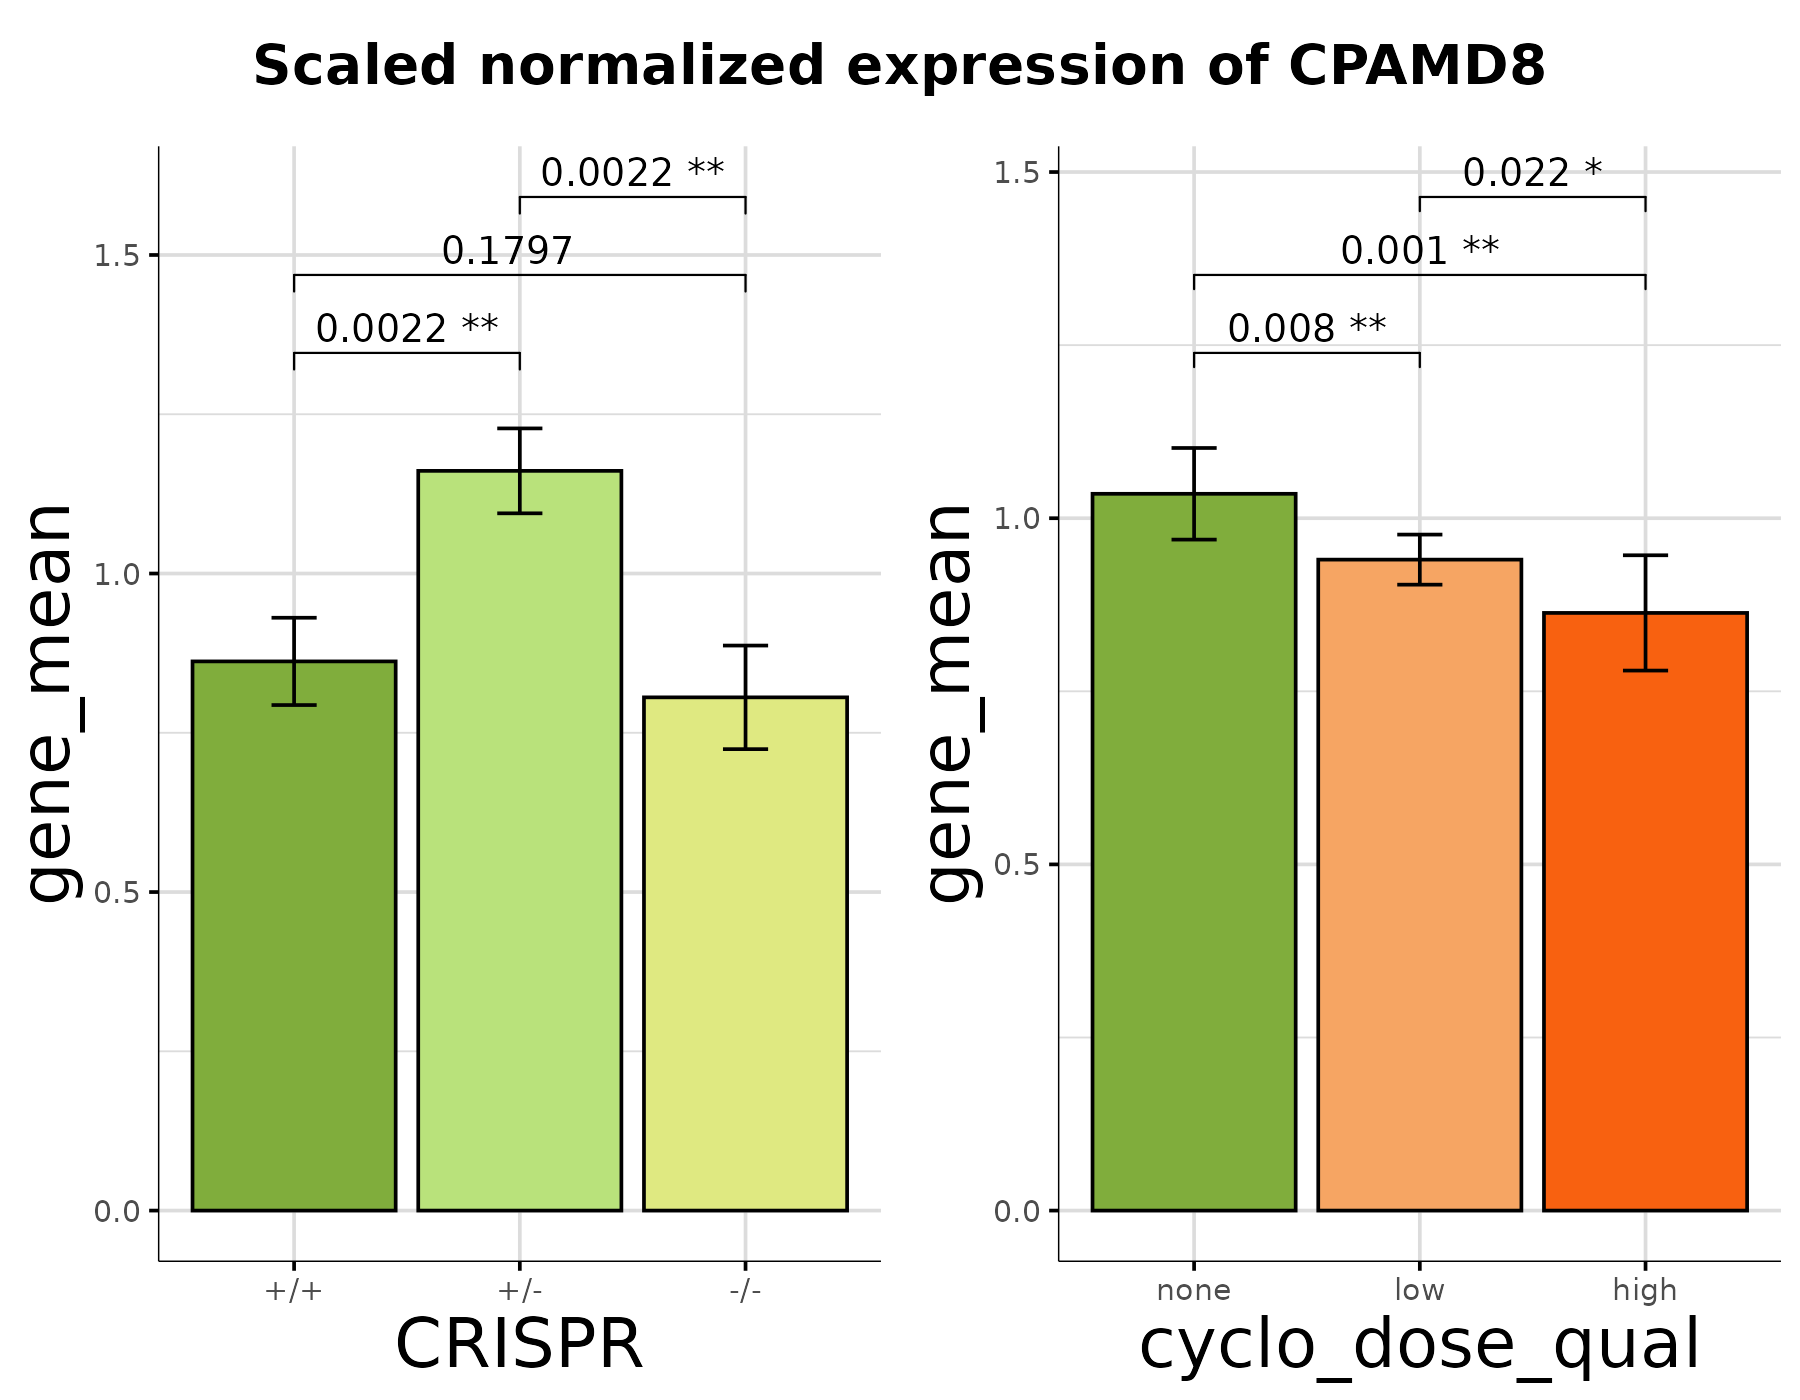 Scaled normalized expression of CPAMD8
gene_mean
1.5
1.0
0.5
0.0
0.0022 **
0.1797
0.0022 **
+/+
+/-
-/-
CRISPR
gene_mean
1.5
1.0
0.5
0.0
0.022 *
0.001 **
0.008 **
none
low
high
cyclo_dose_qual